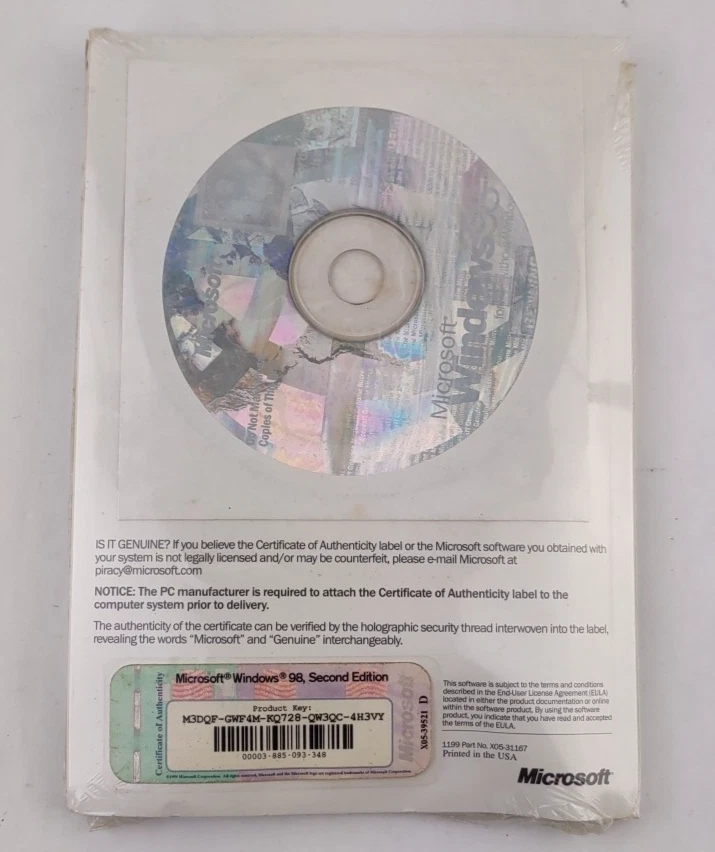 Microsoft
Microsoft
Windows 98
Do Not Make
Copies of This
IS IT GENUINE? If you believe the Certificate of Authenticity label or the Microsoft software you obtained with
your system is not legally licensed and/or may be counterfeit, please e-mail Microsoft at
piracy@microsoft.com
NOTICE: The PC manufacturer is required to attach the Certificate of Authenticity label to the
computer system prior to delivery.
The authenticity of the certificate can be verified by the holographic security thread interwoven into the label,
revealing the words "Microsoft" and "Genuine" interchangeably.
Certificate of Authenticity
Microsoft® Windows® 98, Second Edition
Product Key:
M3DQF-GWF4M-KQ728-QW3QC-4H3VY
00003-885-093-348
Microsoft
X05-39521 D
This software is subject to the terms and conditions
described in the End-User License Agreement (EULA)
located in either the product documentation or online
within the software product. By using the software
product, you indicate that you have read and accepted
the terms of the EULA.
1199 Part No. X05-31167
Printed in the USA
Microsoft